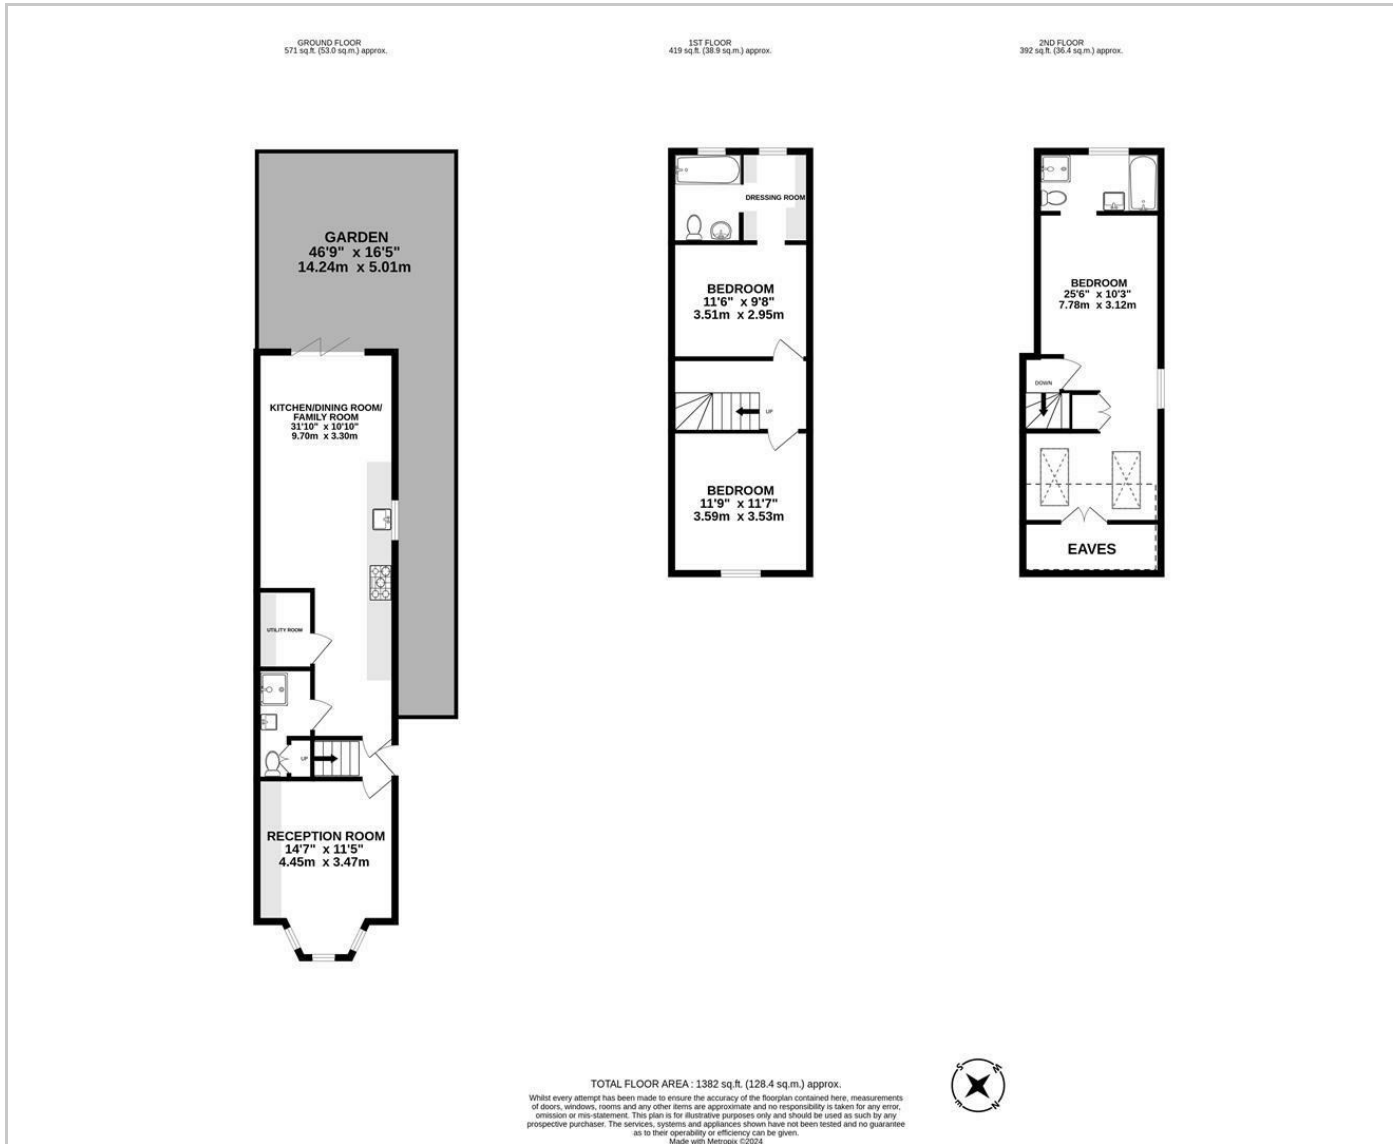 GROUND FLOOR
571 sq.ft. (53.0 sq.m.) approx.
1ST FLOOR
419 sq.ft. (38.9 sq.m.) approx.
2ND FLOOR
392 sq.ft. (36.4 sq.m.) approx.
GARDEN
46'9" x 16'5"
14.24m x 5.01m
KITCHEN/DINING ROOM/
FAMILY ROOM
31'10" x 10'10"
9.70m x 3.30m
UTILITY ROOM
UP
RECEPTION ROOM
14'7" x 11'5"
4.45m x 3.47m
DRESSING ROOM
BEDROOM
11'6" x 9'8"
3.51m x 2.95m
UP
BEDROOM
11'9" x 11'7"
3.59m x 3.53m
BEDROOM
25'6" x 10'3"
7.78m x 3.12m
DOWN
EAVES
TOTAL FLOOR AREA : 1382 sq.ft. (128.4 sq.m.) approx.
Whilst every attempt has been made to ensure the accuracy of the floorplan contained here, measurements
of doors, windows, rooms and any other items are approximate and no responsibility is taken for any error,
omission or mis-statement. This plan is for illustrative purposes only and should be used as such by any
prospective purchaser. The services, systems and appliances shown have not been tested and no guarantee
as to their operability or efficiency can be given.
Made with Metropix ©2024
S
W
E
N